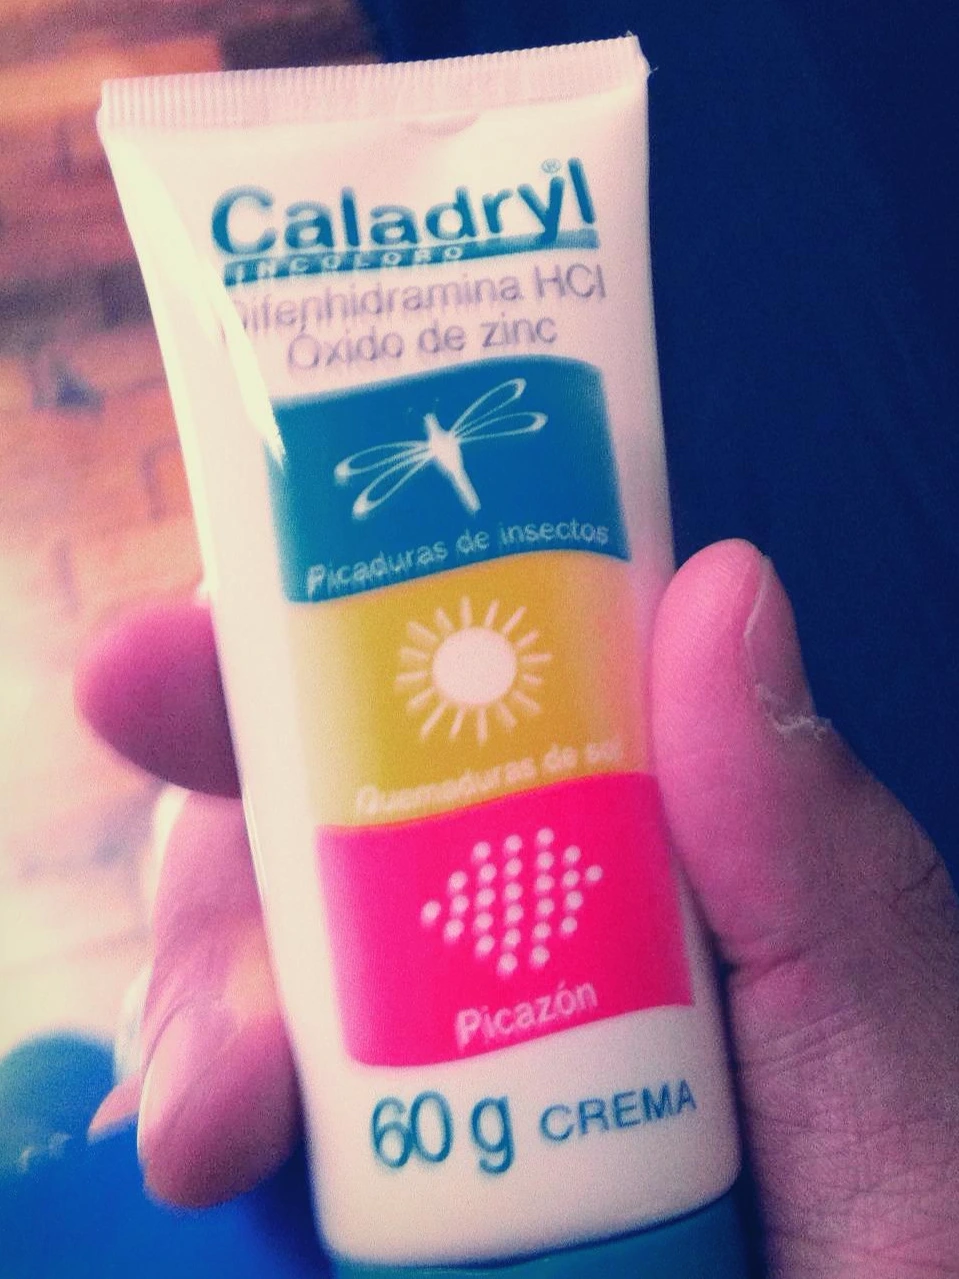 Caladryl®
INCOLORO
Difenhidramina HCl
Óxido de zinc
Picaduras de insectos
Quemaduras de sol
Picazón
60 g CREMA